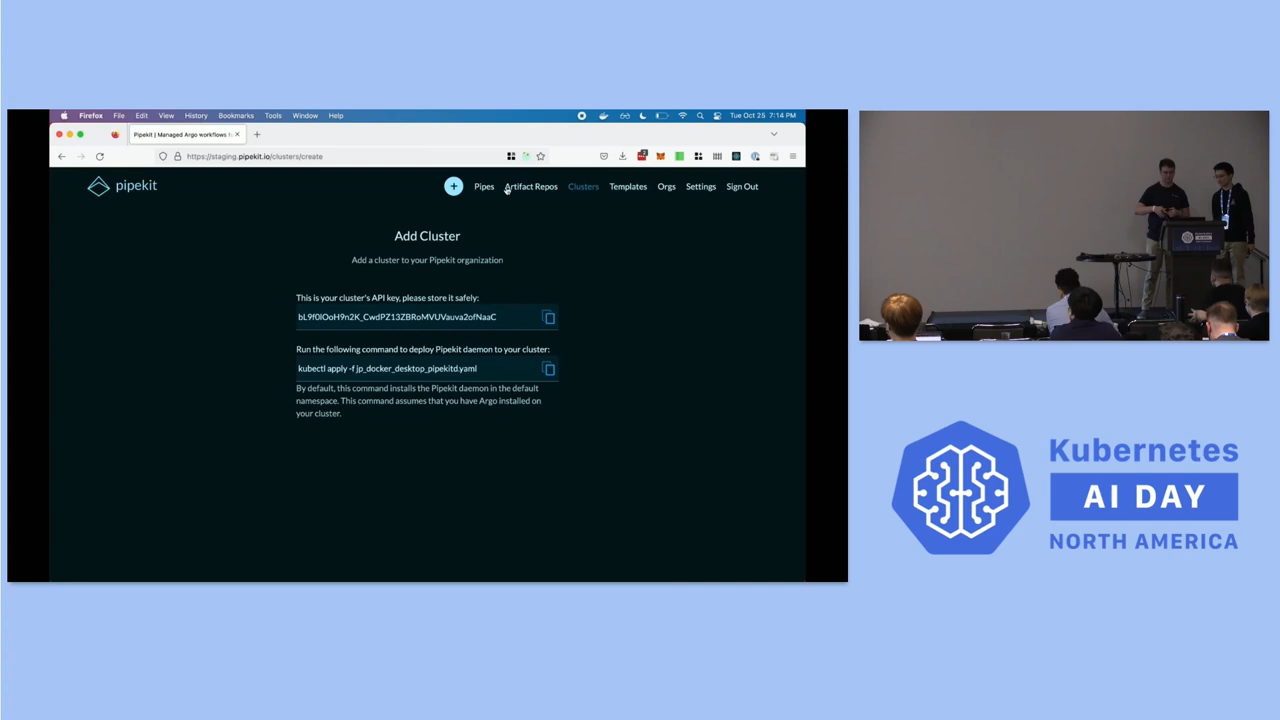 Firefox File Edit View History Bookmarks Tools Window Help
Tue Oct 25 7:14 PM
Pipekit | Managed Argo workflows
https://staging.pipekit.io/clusters/create
pipekit
+ Pipes Artifact Repos Clusters Templates Orgs Settings Sign Out
Add Cluster
Add a cluster to your Pipekit organization
This is your cluster's API key, please store it safely:
Run the following command to deploy Pipekit daemon to your cluster:
kubectl apply -f jp_docker_desktop_pipekitd.yaml
By default, this command installs the Pipekit daemon in the default
namespace. This command assumes that you have Argo installed on
your cluster.
Kubernetes
AI DAY
NORTH AMERICA